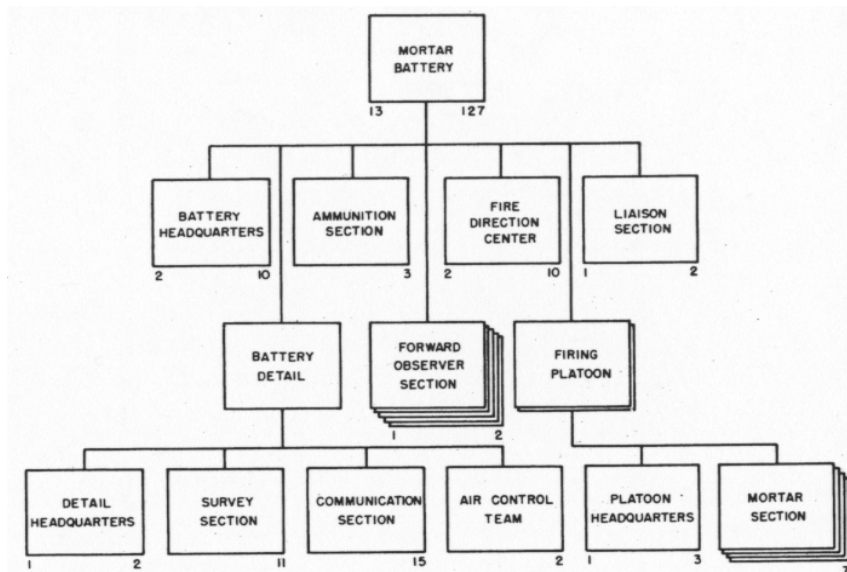 MORTAR
BATTERY
13 127
BATTERY
HEADQUARTERS
2 10
AMMUNITION
SECTION
3
FIRE
DIRECTION
CENTER
2 10
LIAISON
SECTION
1 2
BATTERY
DETAIL
FORWARD
OBSERVER
SECTION
1 2
FIRING
PLATOON
DETAIL
HEADQUARTERS
1 2
SURVEY
SECTION
11
COMMUNICATION
SECTION
15
AIR CONTROL
TEAM
2
PLATOON
HEADQUARTERS
1 3
MORTAR
SECTION
7